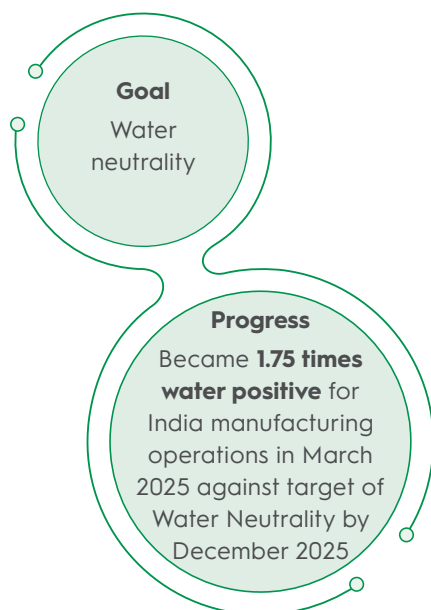 Goal
Water
neutrality
Progress
Became 1.75 times
water positive for
India manufacturing
operations in March
2025 against target of
Water Neutrality by
December 2025